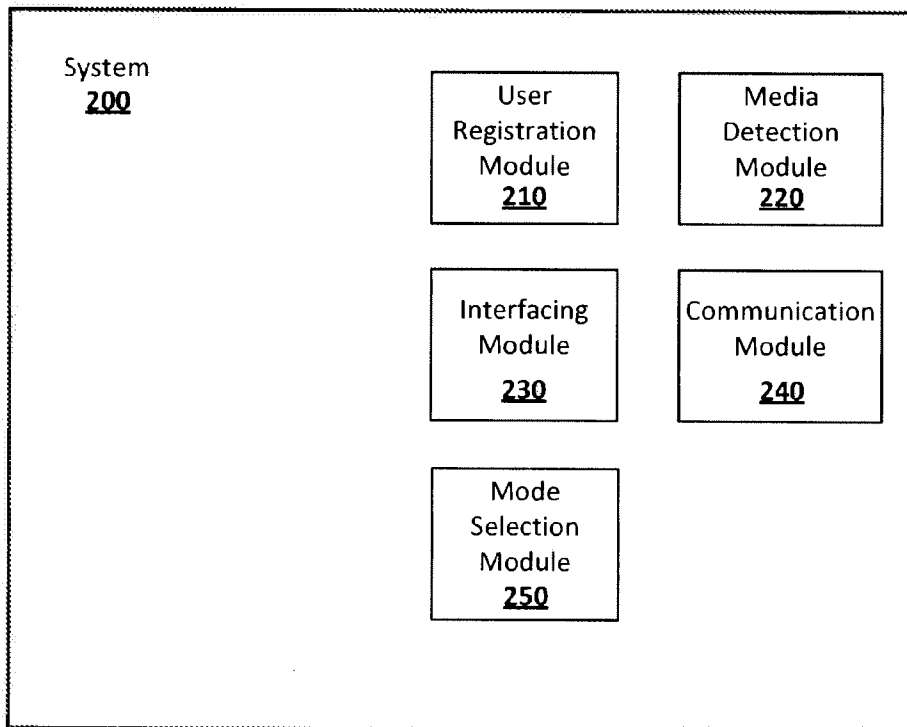 System
200
User
Registration
Module
210
Media
Detection
Module
220
Interfacing
Module
230
Communication
Module
240
Mode
Selection
Module
250